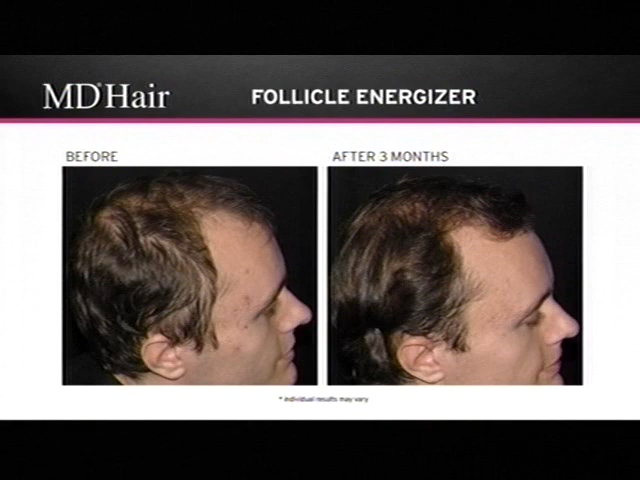 MD®Hair
FOLLICLE ENERGIZER
BEFORE
AFTER 3 MONTHS
* Individual results may vary